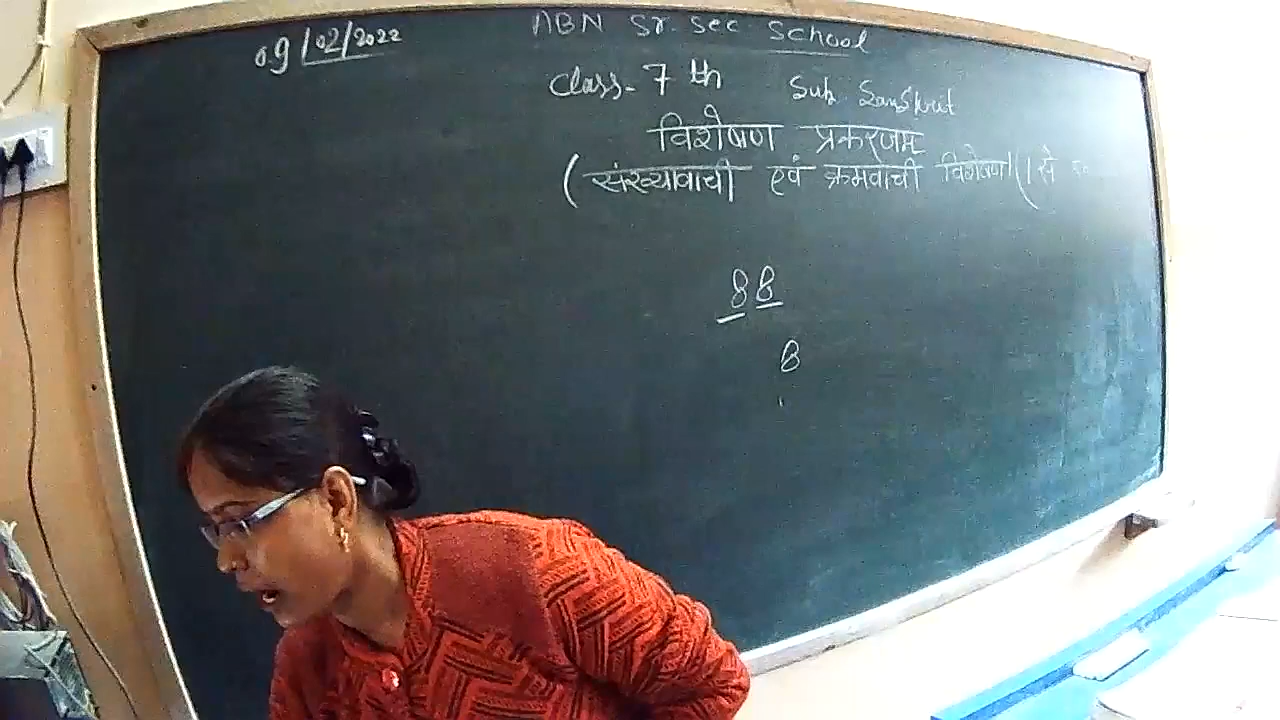 09/02/2022
ABN Sr. Sec School
Class- 7th Sub. Sanskrit
विशेषण प्रकरणम्
( संख्यावाची एवं क्रमवाची विशेषण (1 से
88
8